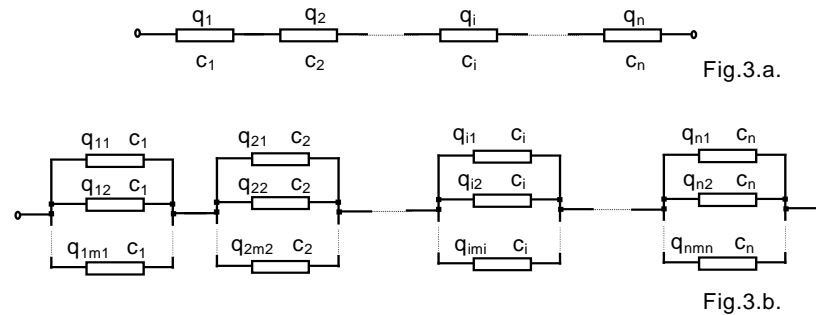 q1 q2 qi qn
c1 c2 ci cn
Fig.3.a.
q11 c1 q21 c2 qi1 ci qn1 cn
q12 c1 q22 c2 qi2 ci qn2 cn
q1m1 c1 q2m2 c2 qimi ci qnmn cn
Fig.3.b.